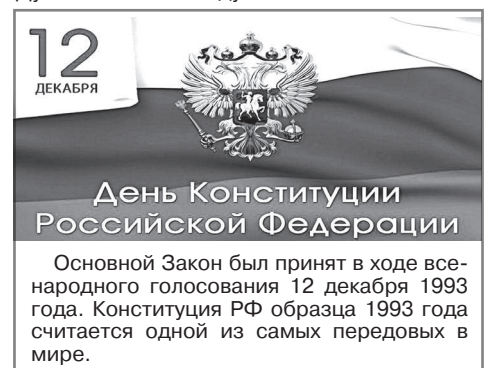 12
ДЕКАБРЯ
День Конституции
Российской Федерации
Основной Закон был принят в ходе все-
народного голосования 12 декабря 1993
года. Конституция РФ образца 1993 года
считается одной из самых передовых в
мире.